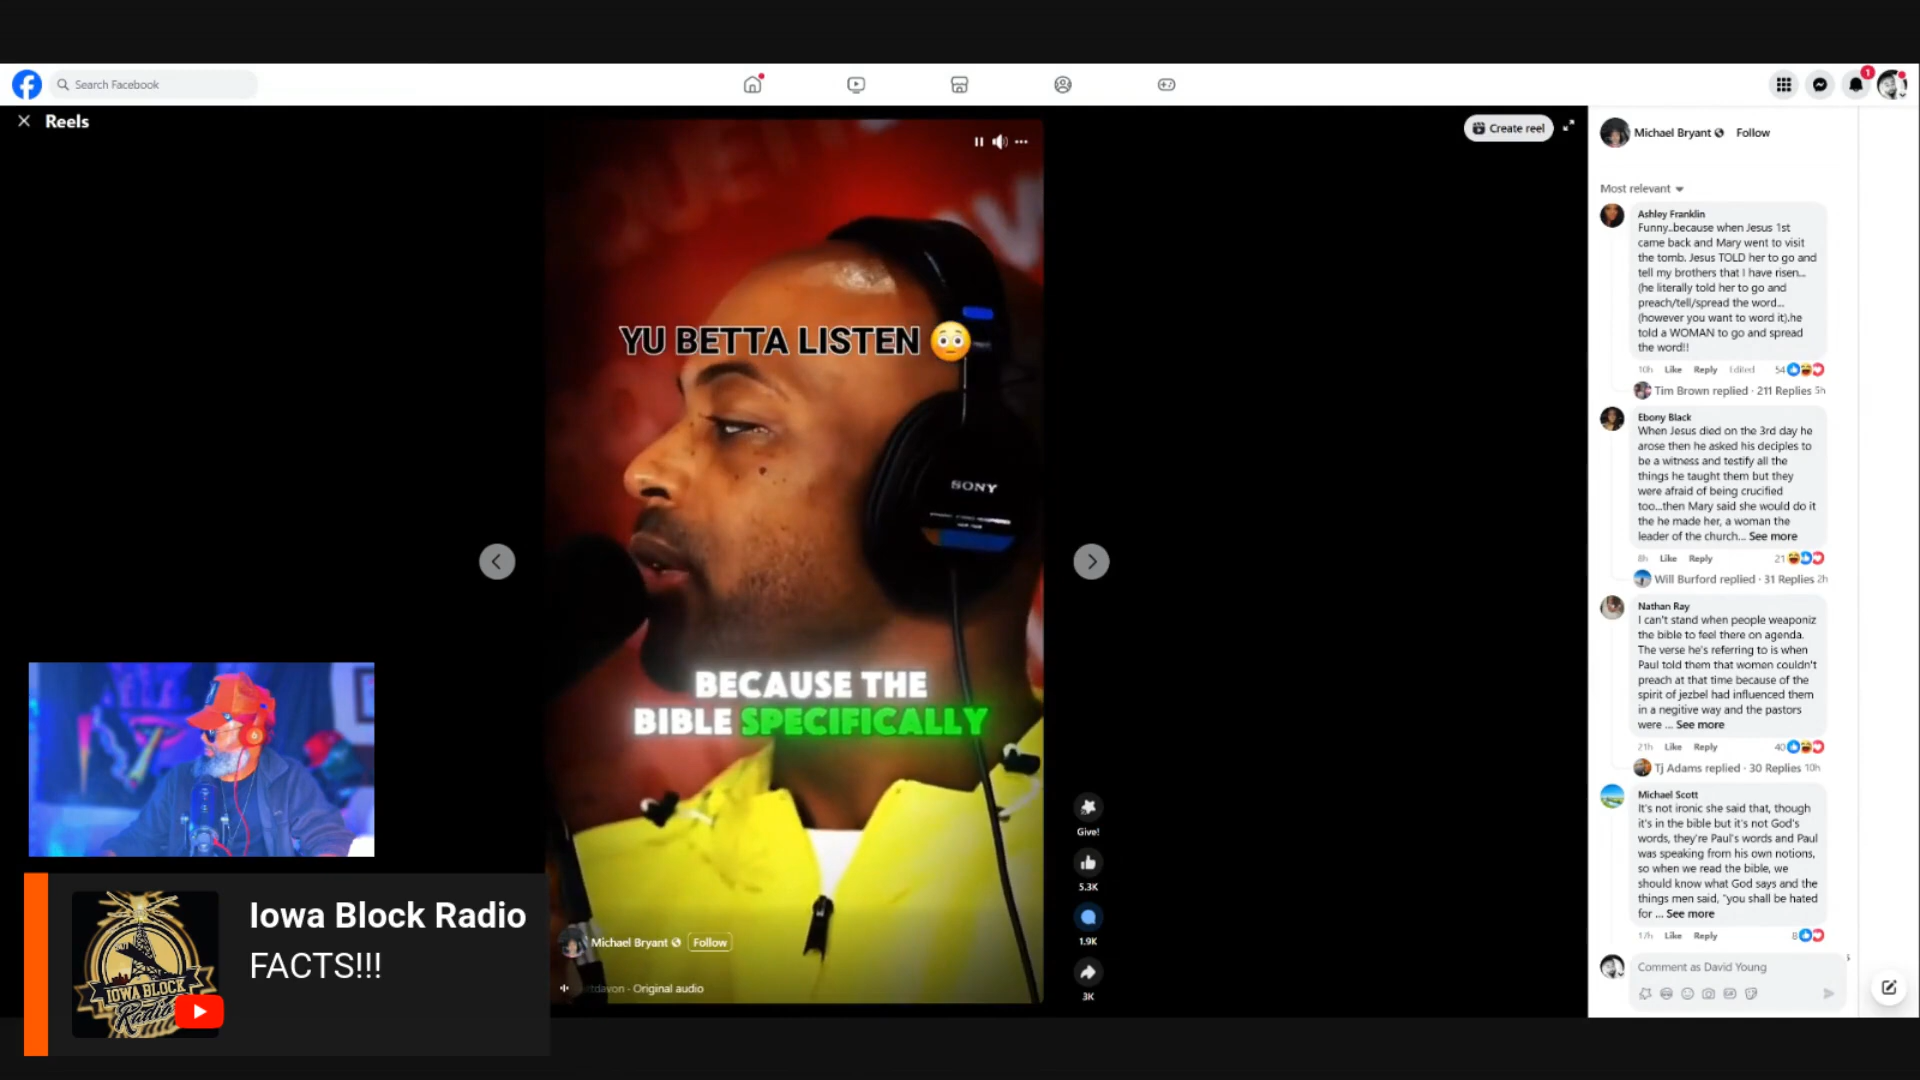 Search Facebook
1
Reels
Create reel
YU BETTA LISTEN
SONY
BECAUSE THE
BIBLE SPECIFICALLY
Give!
5.3K
1.9K
3K
Michael Bryant
Follow
Original audio
IOWA BLOCK
Radio
Iowa Block Radio
FACTS!!!
Michael Bryant
Follow
Most relevant
Ashley Franklin
Funny..because when Jesus 1st
came back and Mary went to visit
the tomb. Jesus TOLD her to go and
tell my brothers that I have risen...
(he literally told her to go and
preach/tell/spread the word...
(however you want to word it).he
told a WOMAN to go and spread
the word!!
10h Like Reply Edited 54
Tim Brown replied · 211 Replies 5h
Ebony Black
When Jesus died on the 3rd day he
arose then he asked his deciples to
be a witness and testify all the
things he taught them but they
were afraid of being crucified
too...then Mary said she would do it
the he made her, a woman the
leader of the church... See more
8h Like Reply 21
Will Burford replied · 31 Replies 2h
Nathan Ray
I can't stand when people weaponiz
the bible to feel there on agenda.
The verse he's referring to is when
Paul told them that women couldn't
preach at that time because of the
spirit of jezbel had influenced them
in a negitive way and the pastors
were ... See more
21h Like Reply 40
Tj Adams replied · 30 Replies 10h
Michael Scott
It's not ironic she said that, though
it's in the bible but it's not God's
words, they're Paul's words and Paul
was speaking from his own notions,
so when we read the bible, we
should know what God says and the
things men said, "you shall be hated
for ... See more
17h Like Reply 8
Comment as David Young